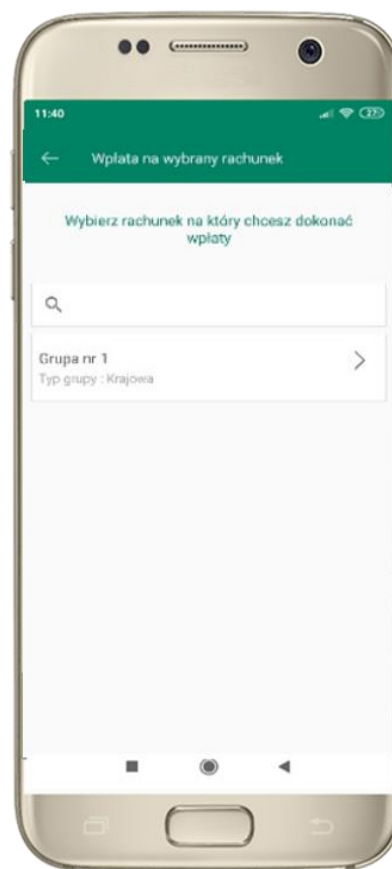 11:40
27
Wpłata na wybrany rachunek
Wybierz rachunek na który chcesz dokonać
wpłaty
Grupa nr 1
Typ grupy : Krajowa